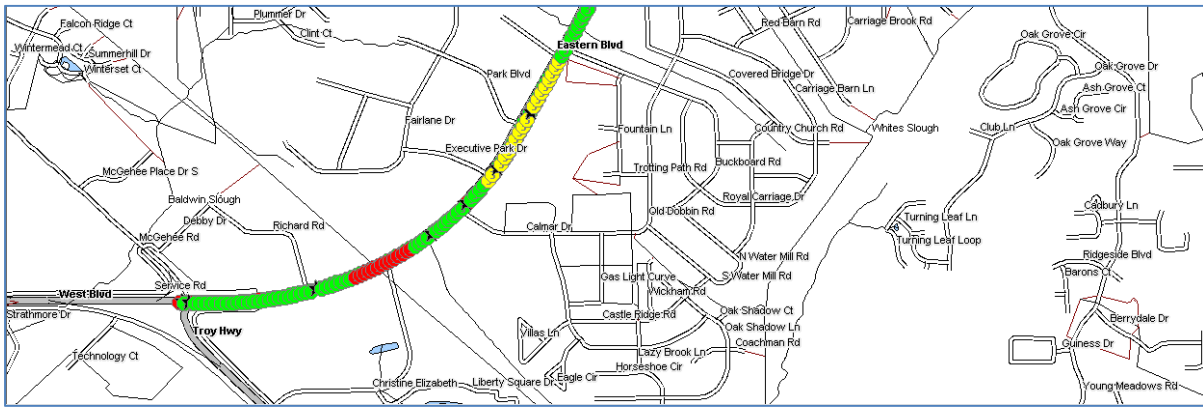 Plummer Dr
Falcon Ridge Ct
Clint Ct
Red Barn Rd
Carriage Brook Rd
Wintermead Ct
Summerhill Dr
Winterset Ct
Eastern Blvd
Oak Grove Cir
Oak Grove Dr
Park Blvd
Covered Bridge Dr
Carriage Barn Ln
Ash Grove Ct
Ash Grove Cir
Fairlane Dr
Fountain Ln
Country Church Rd
Whites Slough
Club Ln
Oak Grove Way
Executive Park Dr
Buckboard Rd
McGehee Place Dr S
Trotting Path Rd
Baldwin Slough
Royal Carriage Dr
Debby Dr
Richard Rd
Old Dobbin Rd
Turning Leaf Ln
Cadbury Ln
Calmar Dr
McGehee Rd
Turning Leaf Loop
N Water Mill Rd
Ridgeside Blvd
Gas Light Curve
S Water Mill Rd
Barons Ct
Service Rd
Wickham Rd
West Blvd
Castle Ridge Rd
Oak Shadow Ct
Strathmore Dr
Berrydale Dr
Troy Hwy
Villas Ln
Oak Shadow Ln
Coachman Rd
Guiness Dr
Technology Ct
Lazy Brook Ln
Horseshoe Cir
Christine Elizabeth
Liberty Square Dr
Eagle Cir
Young Meadows Rd